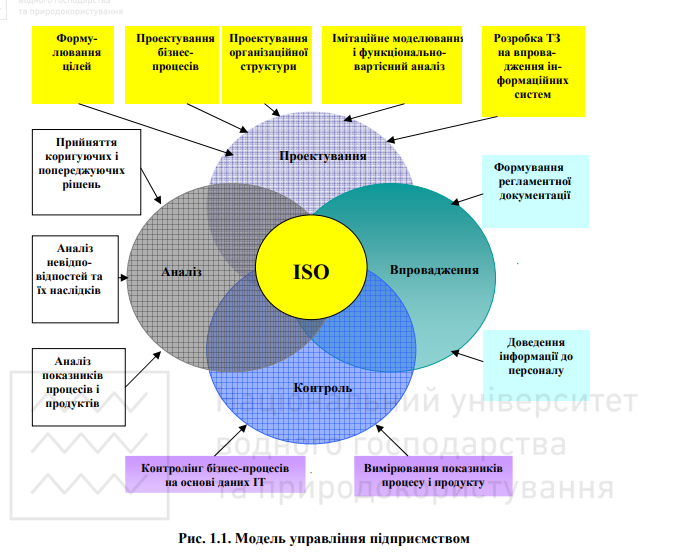 водного господарства
та природокористування
Форму-
лювання
цілей
Проектування
бізнес-
процесів
Проектування
організаційної
структури
Імітаційне моделювання
і функціонально-
вартісний аналіз
Розробка ТЗ
на впрова-
дження ін-
формаційних
систем
Прийняття
коригуючих і
попереджуючих
рішень
Проектування
Формування
регламентної
документації
Аналіз
невідпо-
відностей та
їх наслідків
Аналіз
ISO
Впровадження
Аналіз
показників
процесів і
продуктів
Доведення
інформації до
персоналу
Контроль
Національний університет
водного господарства
та природокористування
Контролінг бізнес-процесів
на основі даних ІТ
Вимірювання показників
процесу і продукту
Рис. 1.1. Модель управління підприємством